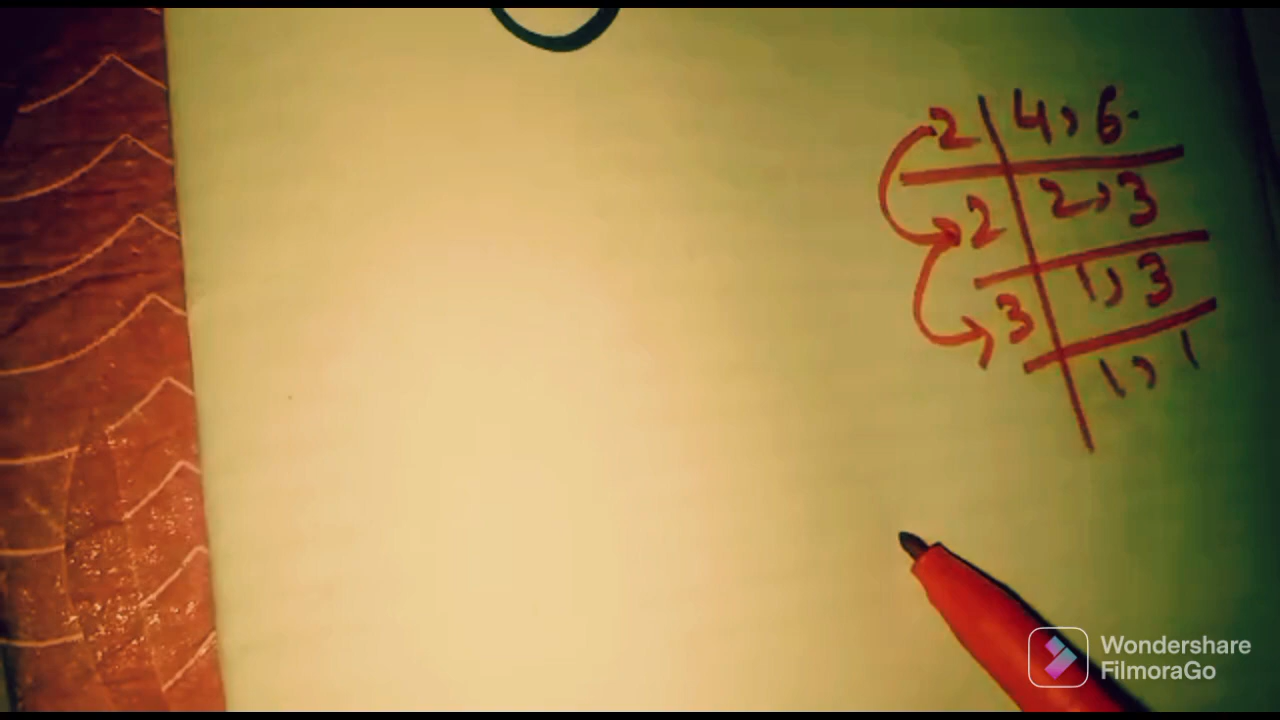 2 | 4, 6.
2 | 2, 3
3 | 1, 3
1, 1
Wondershare
FilmoraGo